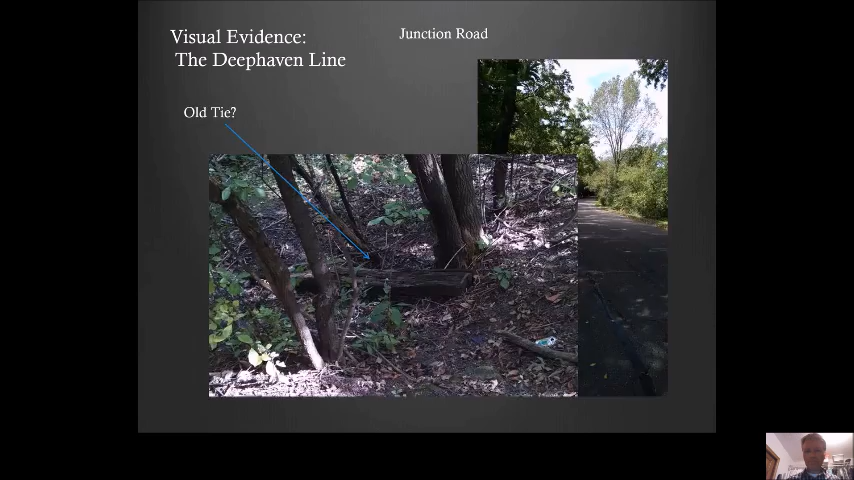 Visual Evidence:
The Deephaven Line
Junction Road
Old Tie?